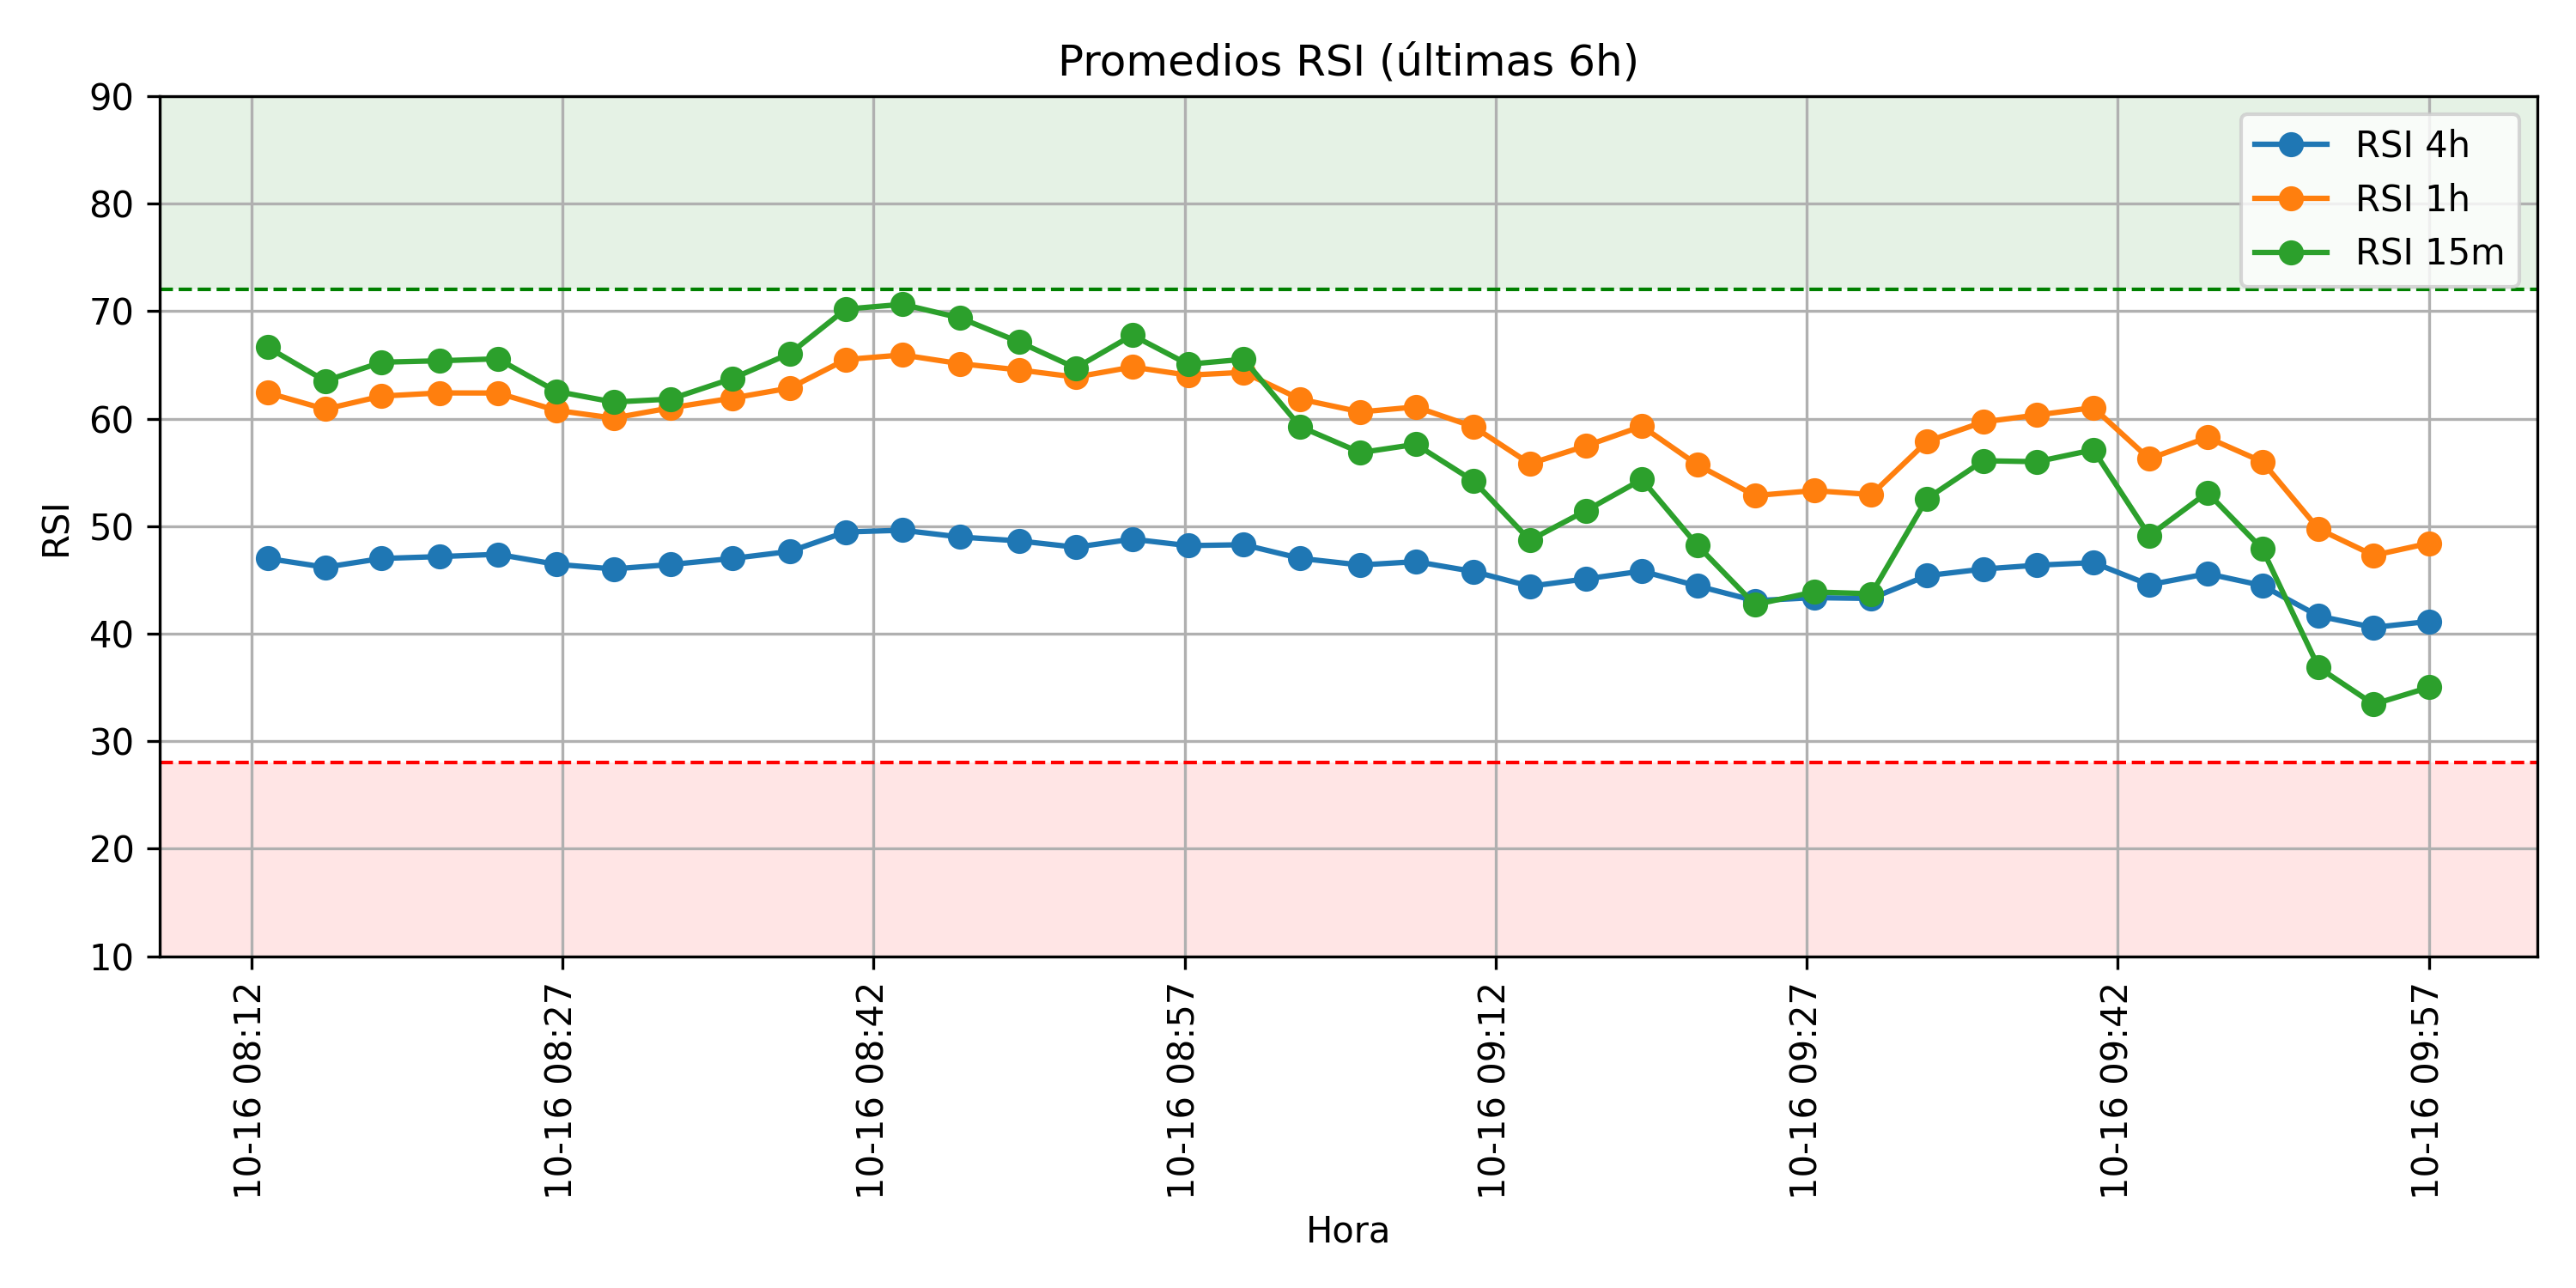 Promedios RSI (últimas 6h)
90
80
70
60
50
40
30
20
10
RSI
RSI 4h
RSI 1h
RSI 15m
10-16 08:12
10-16 08:27
10-16 08:42
10-16 08:57
10-16 09:12
10-16 09:27
10-16 09:42
10-16 09:57
Hora